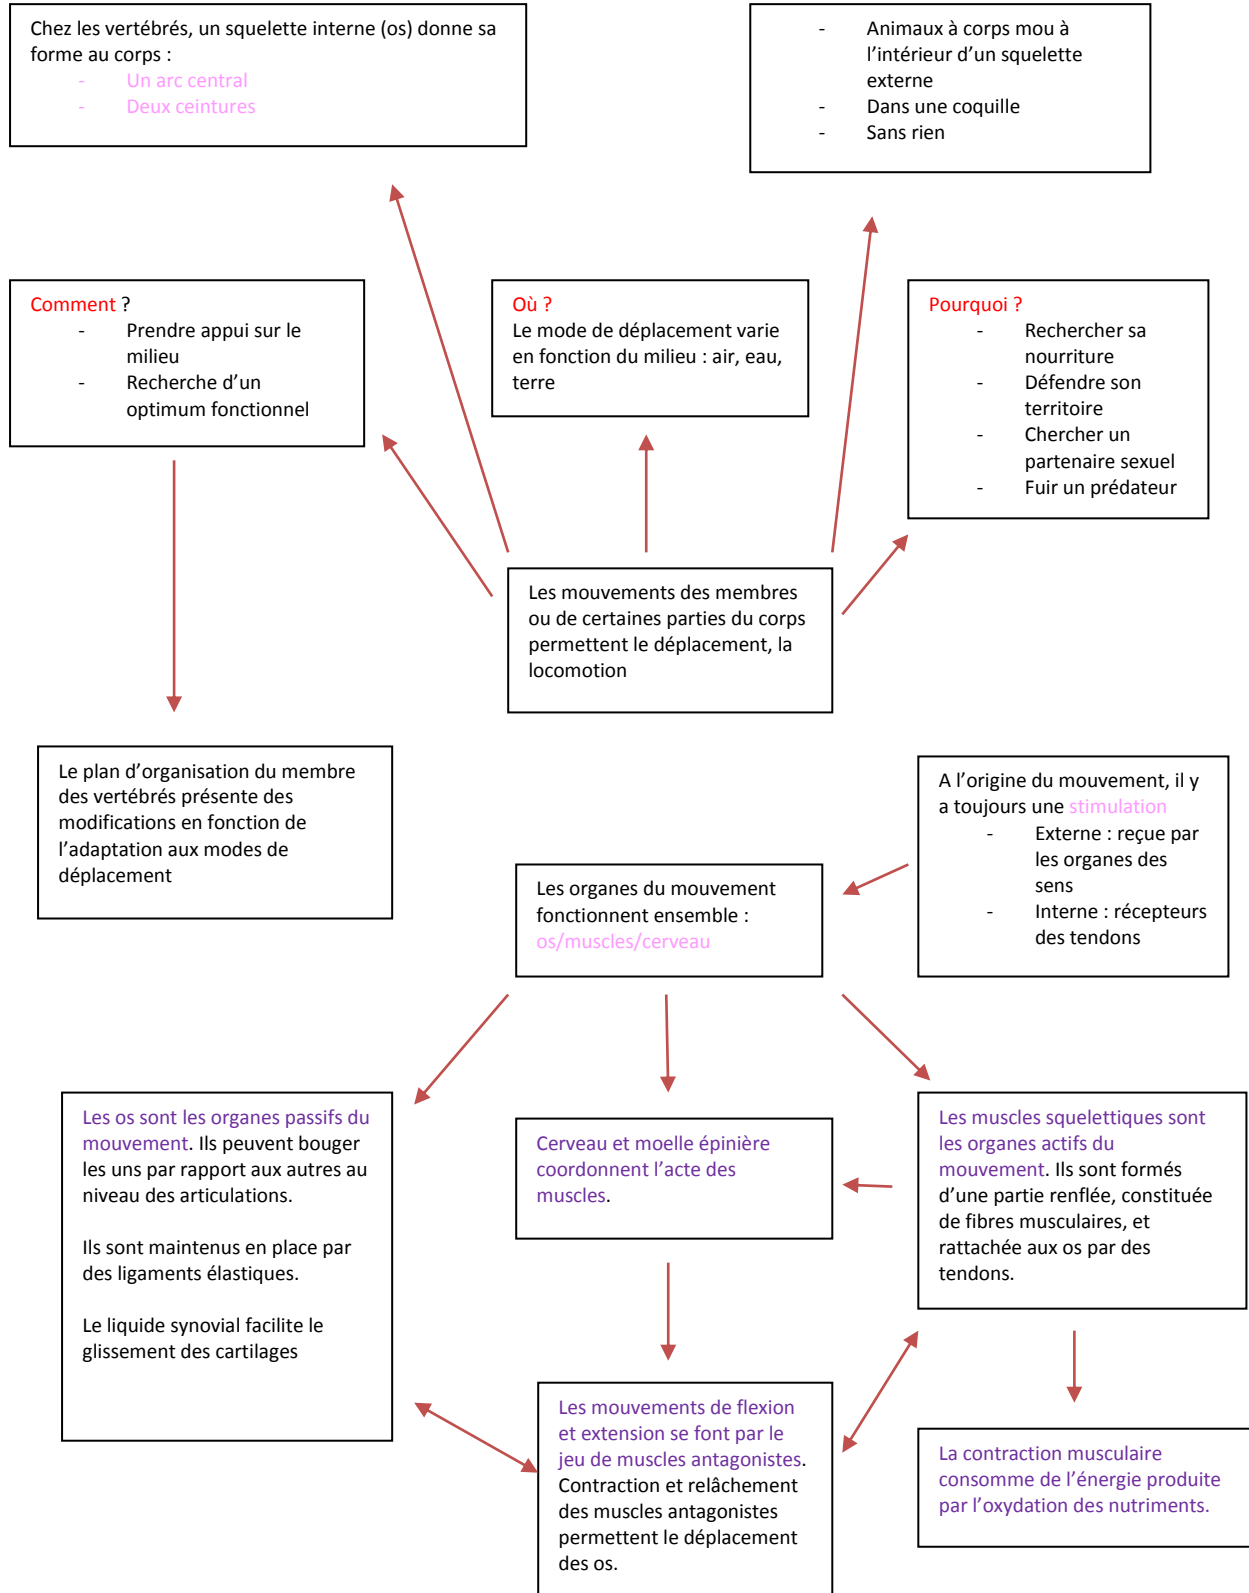 Chez les vertébrés, un squelette interne (os) donne sa
forme au corps :
- Un arc central
- Deux ceintures
- Animaux à corps mou à
l’intérieur d’un squelette
externe
- Dans une coquille
- Sans rien
Comment ?
- Prendre appui sur le
milieu
- Recherche d’un
optimum fonctionnel
Où ?
Le mode de déplacement varie
en fonction du milieu : air, eau,
terre
Pourquoi ?
- Rechercher sa
nourriture
- Défendre son
territoire
- Chercher un
partenaire sexuel
- Fuir un prédateur
Les mouvements des membres
ou de certaines parties du corps
permettent le déplacement, la
locomotion
Le plan d’organisation du membre
des vertébrés présente des
modifications en fonction de
l’adaptation aux modes de
déplacement
A l’origine du mouvement, il y
a toujours une stimulation
- Externe : reçue par
les organes des
sens
- Interne : récepteurs
des tendons
Les organes du mouvement
fonctionnent ensemble :
os/muscles/cerveau
Les os sont les organes passifs du
mouvement. Ils peuvent bouger
les uns par rapport aux autres au
niveau des articulations.
Ils sont maintenus en place par
des ligaments élastiques.
Le liquide synovial facilite le
glissement des cartilages
Cerveau et moelle épinière
coordonnent l’acte des
muscles.
Les muscles squelettiques sont
les organes actifs du
mouvement. Ils sont formés
d’une partie renflée, constituée
de fibres musculaires, et
rattachée aux os par des
tendons.
Les mouvements de flexion
et extension se font par le
jeu de muscles antagonistes.
Contraction et relâchement
des muscles antagonistes
permettent le déplacement
des os.
La contraction musculaire
consomme de l’énergie produite
par l’oxydation des nutriments.